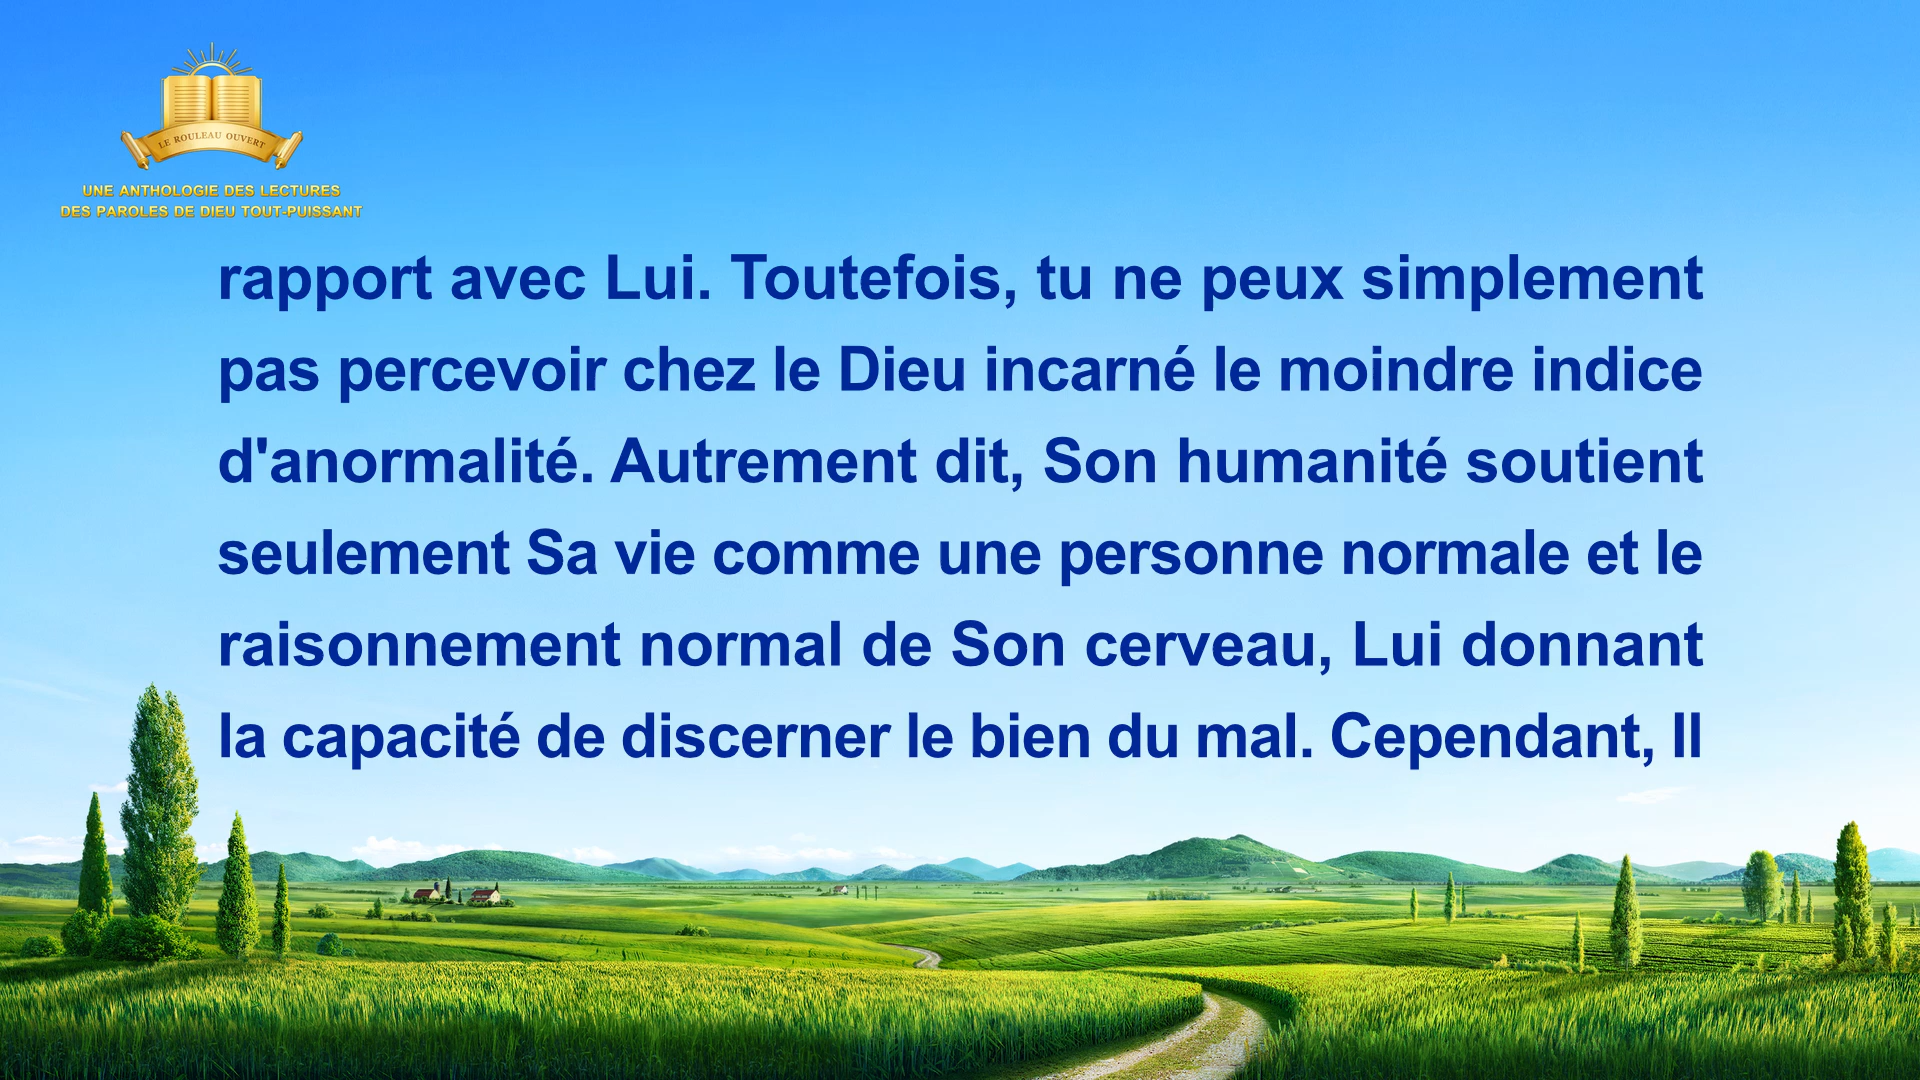 LE ROULEAU OUVERT
UNE ANTHOLOGIE DES LECTURES
DES PAROLES DE DIEU TOUT-PUISSANT
rapport avec Lui. Toutefois, tu ne peux simplement
pas percevoir chez le Dieu incarné le moindre indice
d'anormalité. Autrement dit, Son humanité soutient
seulement Sa vie comme une personne normale et le
raisonnement normal de Son cerveau, Lui donnant
la capacité de discerner le bien du mal. Cependant, Il